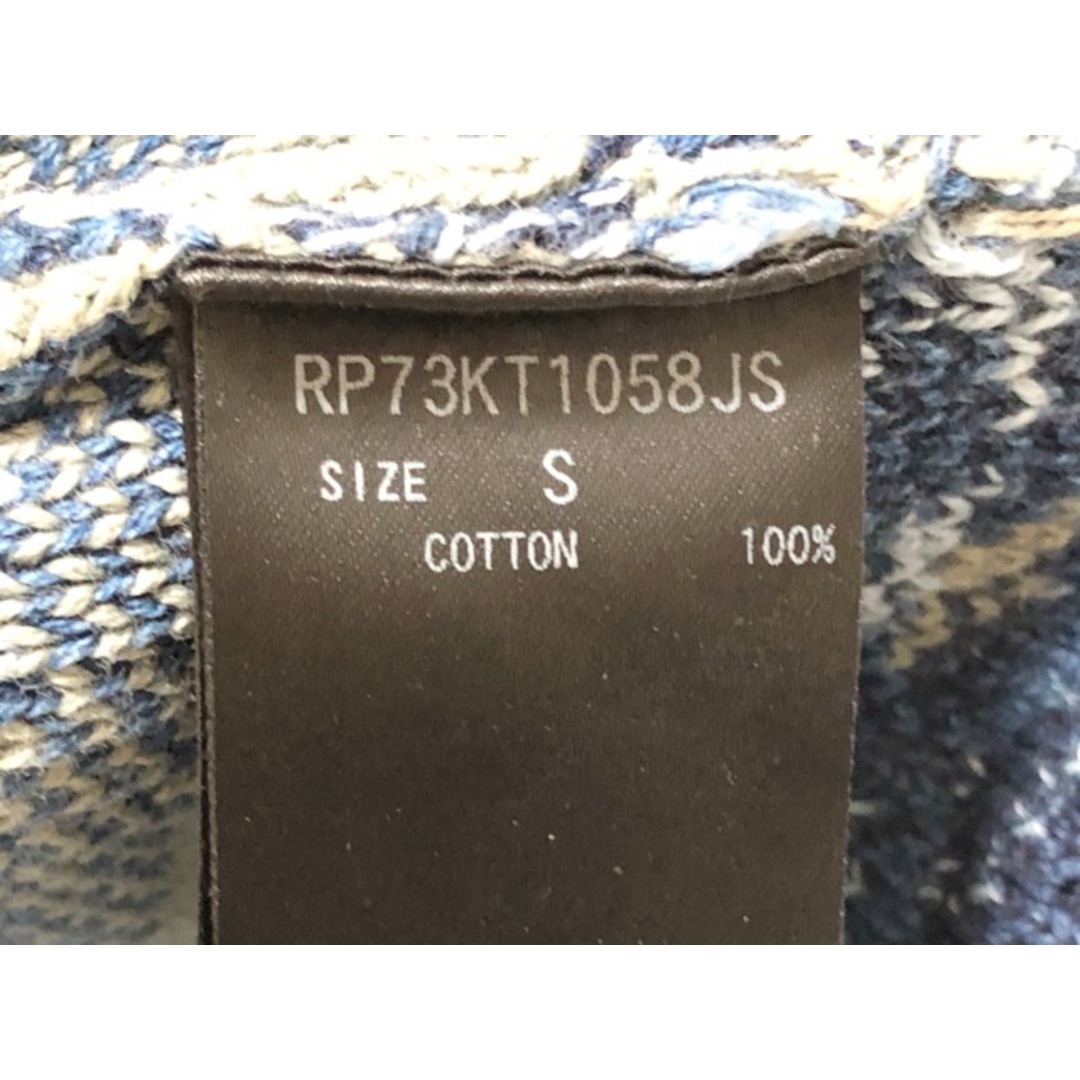 RP73KT1058JS
SIZE S
COTTON 100%